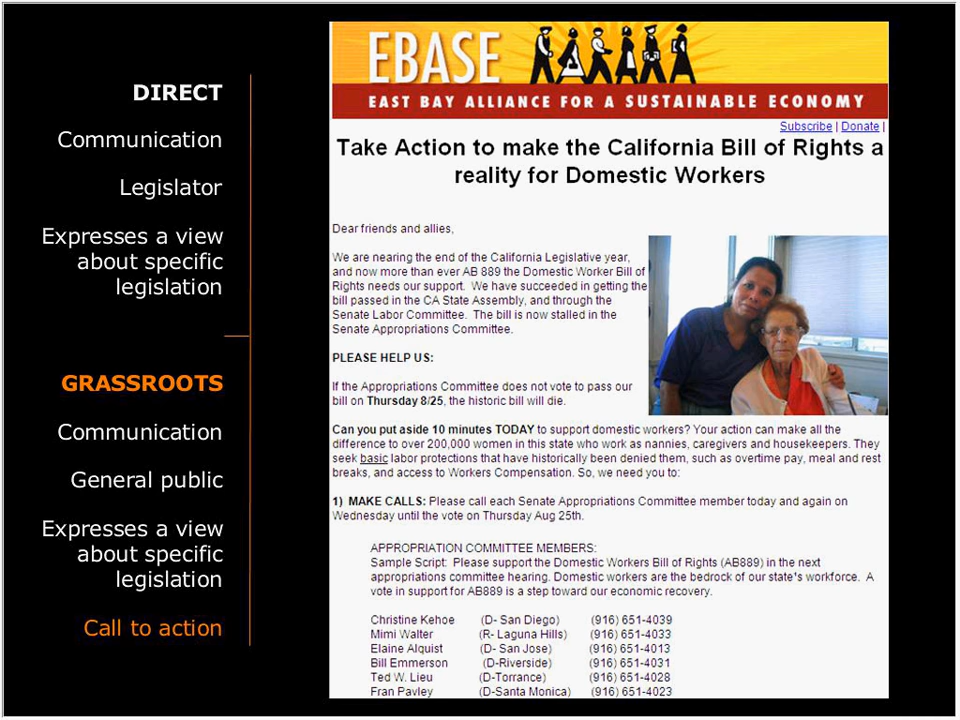 DIRECT
Communication
Legislator
Expresses a view
about specific
legislation
GRASSROOTS
Communication
General public
Expresses a view
about specific
legislation
Call to action
EBASE
EAST BAY ALLIANCE FOR A SUSTAINABLE ECONOMY
Subscribe | Donate |
Take Action to make the California Bill of Rights a
reality for Domestic Workers
Dear friends and allies,
We are nearing the end of the California Legislative year,
and now more than ever AB 889 the Domestic Worker Bill of
Rights needs our support. We have succeeded in getting the
bill passed in the CA State Assembly, and through the
Senate Labor Committee. The bill is now stalled in the
Senate Appropriations Committee.
PLEASE HELP US:
If the Appropriations Committee does not vote to pass our
bill on Thursday 8/25, the historic bill will die.
Can you put aside 10 minutes TODAY to support domestic workers? Your action can make all the
difference to over 200,000 women in this state who work as nannies, caregivers and housekeepers. They
seek basic labor protections that have historically been denied them, such as overtime pay, meal and rest
breaks, and access to Workers Compensation. So, we need you to:
1) MAKE CALLS: Please call each Senate Appropriations Committee member today and again on
Wednesday until the vote on Thursday Aug 25th.
APPROPRIATION COMMITTEE MEMBERS:
Sample Script: Please support the Domestic Workers Bill of Rights (AB889) in the next
appropriations committee hearing. Domestic workers are the bedrock of our state's workforce. A
vote in support for AB889 is a step toward our economic recovery.
Christine Kehoe (D- San Diego) (916) 651-4039
Mimi Walter (R- Laguna Hills) (916) 651-4033
Elaine Alquist (D- San Jose) (916) 651-4013
Bill Emmerson (D-Riverside) (916) 651-4031
Ted W. Lieu (D-Torrance) (916) 651-4028
Fran Pavley (D-Santa Monica) (916) 651-4023